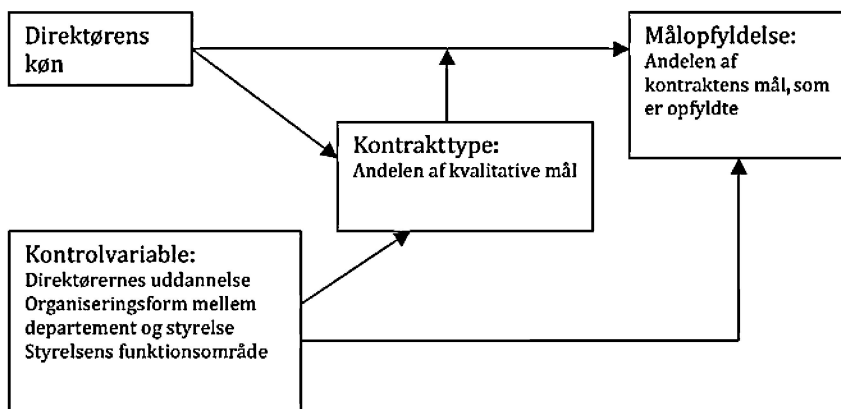 Direktørens
køn
Målopfyldelse:
Andelen af
kontraktens mål, som
er opfyldte
Kontrakttype:
Andelen af kvalitative mål
Kontrolvariable:
Direktørernes uddannelse
Organiseringsform mellem
departement og styrelse
Styrelsens funktionsområde